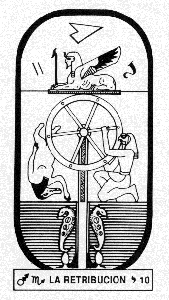 ♂ ♏ LA RETRIBUCION י 10